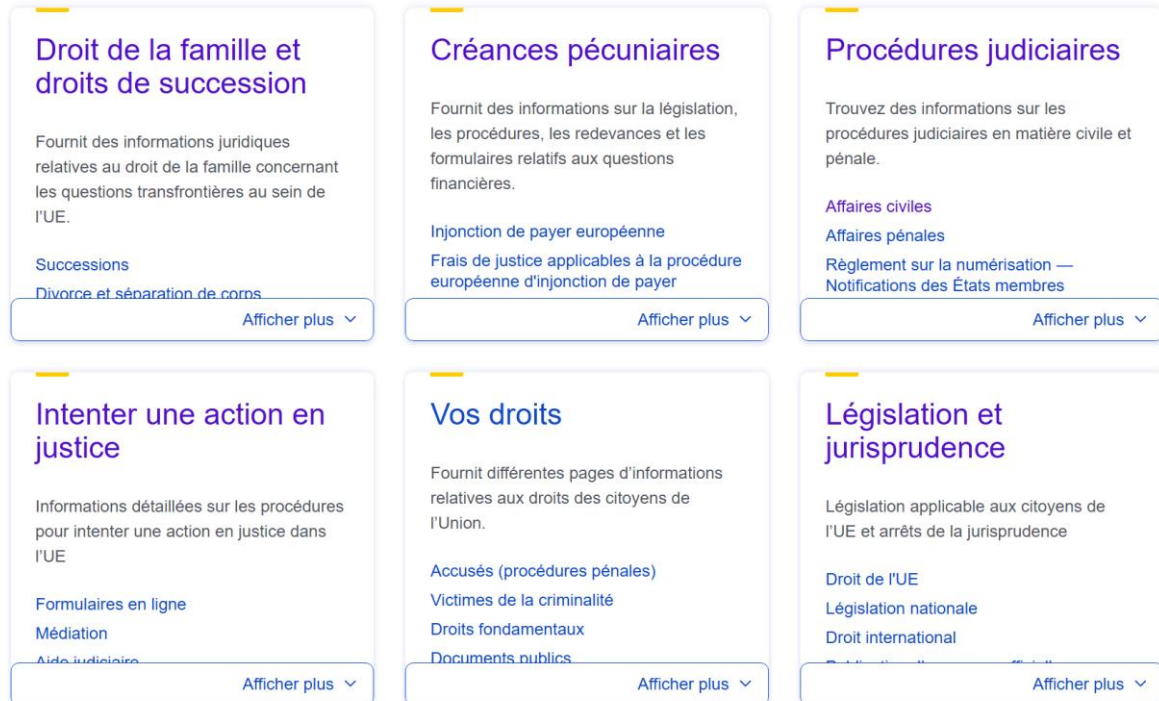 Droit de la famille et
droits de succession
Fournit des informations juridiques
relatives au droit de la famille concernant
les questions transfrontières au sein de
l'UE.
Successions
Divorce et séparation de corps
Afficher plus
Créances pécuniaires
Fournit des informations sur la législation,
les procédures, les redevances et les
formulaires relatifs aux questions
financières.
Injonction de payer européenne
Frais de justice applicables à la procédure
européenne d'injonction de payer
Afficher plus
Procédures judiciaires
Trouvez des informations sur les
procédures judiciaires en matière civile et
pénale.
Affaires civiles
Affaires pénales
Règlement sur la numérisation —
Notifications des États membres
Afficher plus
Intenter une action en
justice
Informations détaillées sur les procédures
pour intenter une action en justice dans
l'UE
Formulaires en ligne
Médiation
Aide judiciaire
Afficher plus
Vos droits
Fournit différentes pages d'informations
relatives aux droits des citoyens de
l'Union.
Accusés (procédures pénales)
Victimes de la criminalité
Droits fondamentaux
Documents publics
Afficher plus
Législation et
jurisprudence
Législation applicable aux citoyens de
l'UE et arrêts de la jurisprudence
Droit de l'UE
Législation nationale
Droit international
Afficher plus